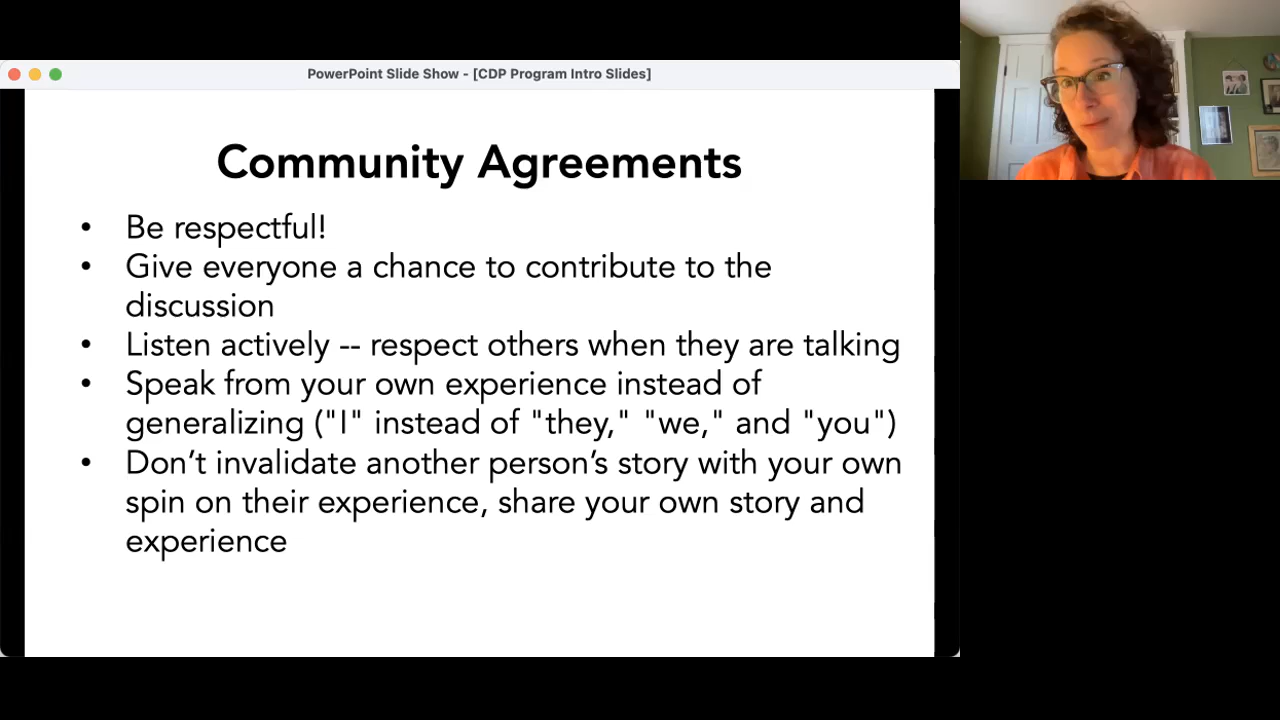 PowerPoint Slide Show - [CDP Program Intro Slides]
Community Agreements
• Be respectful!
• Give everyone a chance to contribute to the
discussion
• Listen actively -- respect others when they are talking
• Speak from your own experience instead of
generalizing ("I" instead of "they," "we," and "you")
• Don’t invalidate another person’s story with your own
spin on their experience, share your own story and
experience